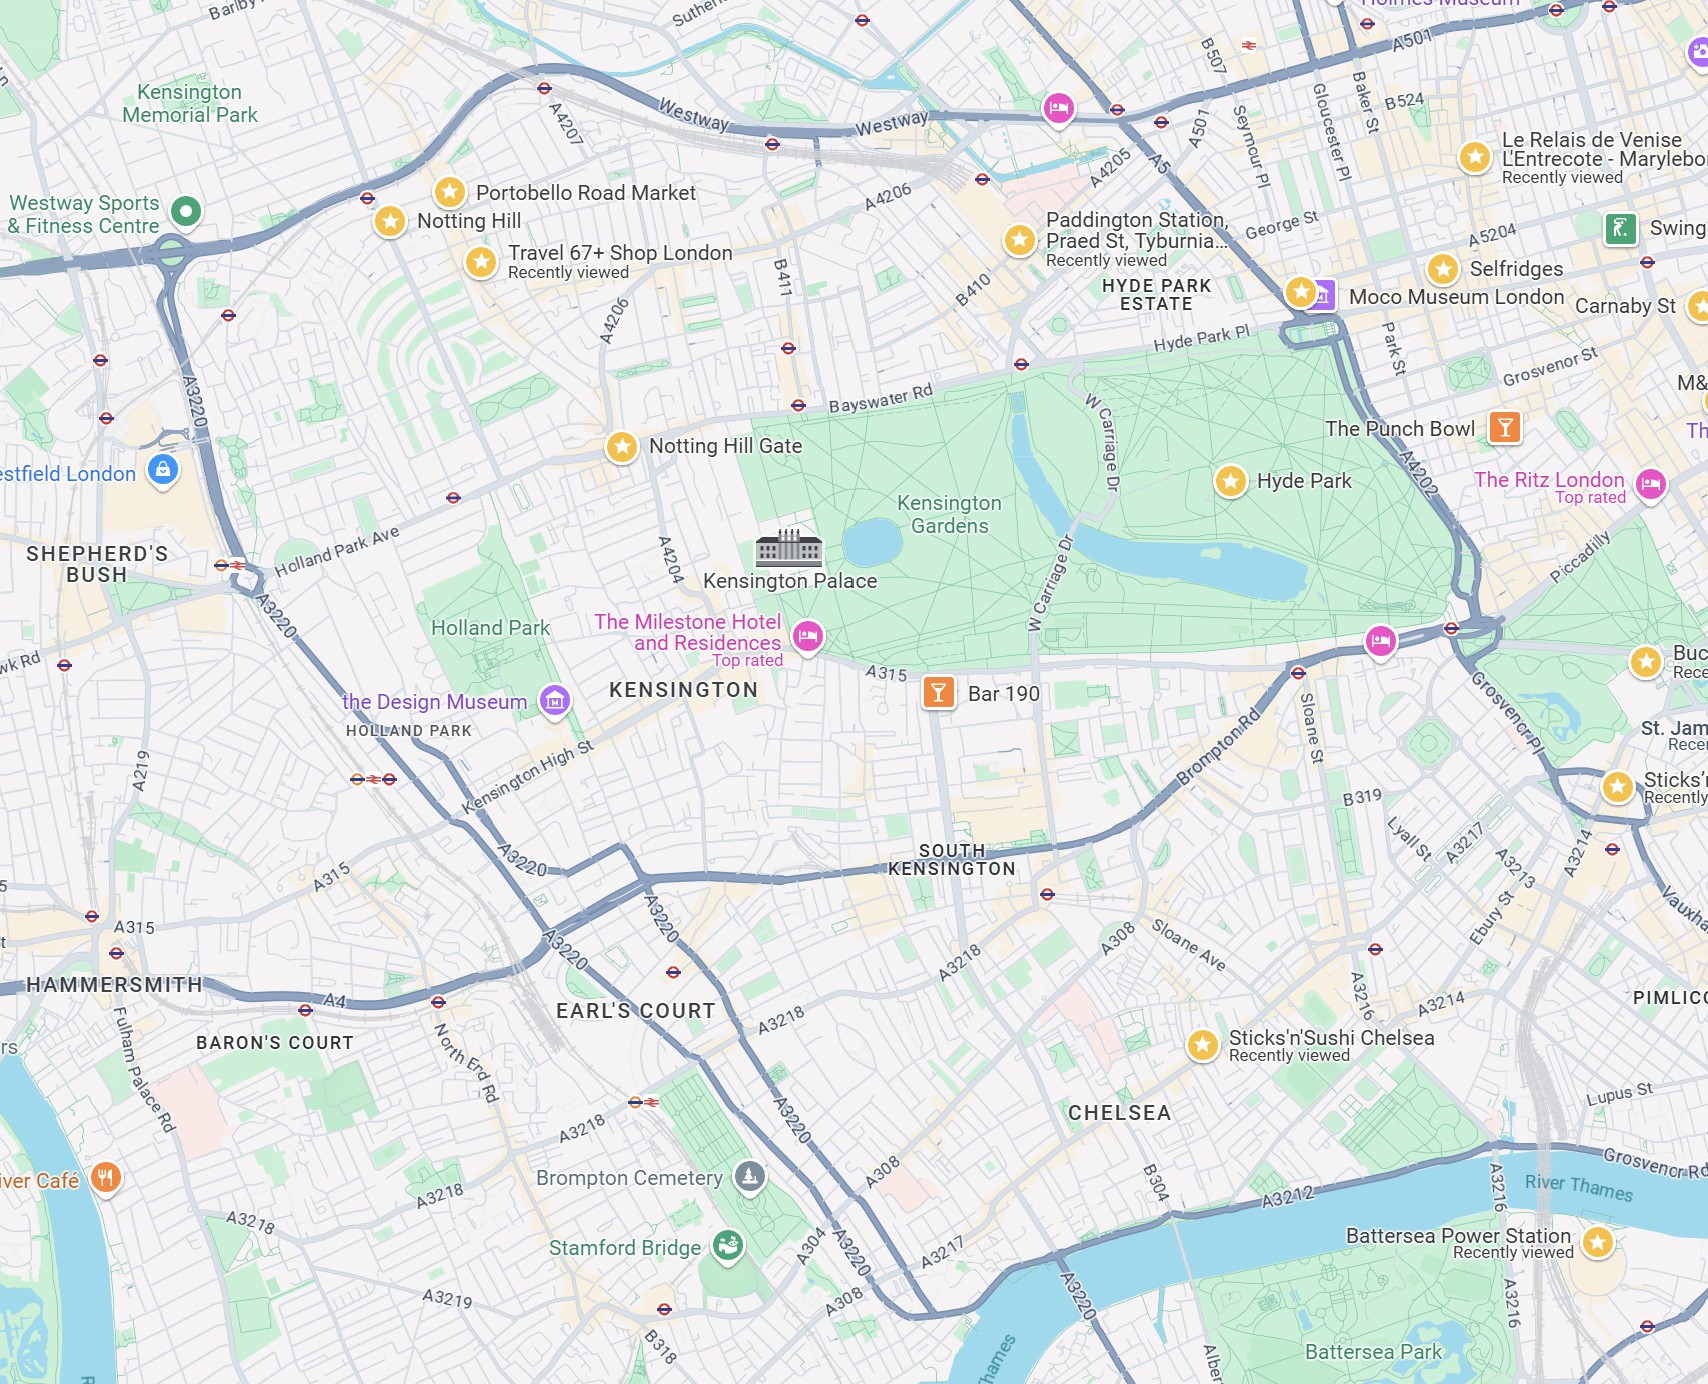 Barlby R
Suther
Holmes Museum
A501
B507
Gloucester Pl
Baker St
B524
Kensington
Memorial Park
A4207
Westway
Westway
A501
Seymour Pl
A5
A4205
Le Relais de Venise
L'Entrecote - Marylebo
Recently viewed
Westway Sports
& Fitness Centre
Portobello Road Market
Notting Hill
A4206
Travel 67+ Shop London
Recently viewed
Paddington Station,
Praed St, Tyburnia...
Recently viewed
George St
A5204
Swing
Selfridges
B411
B410
HYDE PARK
ESTATE
Moco Museum London
Carnaby St
A4206
Hyde Park Pl
Park St
Grosvenor St
M&
A3220
Bayswater Rd
W Carriage Dr
The Punch Bowl
Th
Notting Hill Gate
A4202
estfield London
Hyde Park
The Ritz London
Top rated
Kensington
Gardens
Holland Park Ave
SHEPHERD'S
BUSH
A4204
Kensington Palace
Piccadilly
W Carriage Dr
A3220
The Milestone Hotel
and Residences
Top rated
Holland Park
wk Rd
A315
Buc
Rece
KENSINGTON
Bar 190
the Design Museum
HOLLAND PARK
Sloane St
Grosvenor Pl
St. Jam
Recen
Brompton Rd
A219
Kensington High St
Sticks'n
Recently
B319
Lyall St
A3217
A3213
A3214
A3220
SOUTH
KENSINGTON
A315
5
A315
st
A3220
A3220
A3218
A308
Sloane Ave
Ebury St
Vauxha
HAMMERSMITH
A4
EARL'S COURT
A3218
A3216
A3214
PIMLICO
BARON'S COURT
rs
Fulham Palace Rd
North End Rd
Sticks'n'Sushi Chelsea
Recently viewed
Lupus St
CHELSEA
A3218
A3220
Brompton Cemetery
A308
B304
A3212
A3216
Grosvenor Rd
River Thames
iver Café
A3218
A3218
Stamford Bridge
A304
A3220
A3217
Battersea Power Station
Recently viewed
A3219
A308
A3220
A3216
B318
Thames
Alber
Battersea Park
R